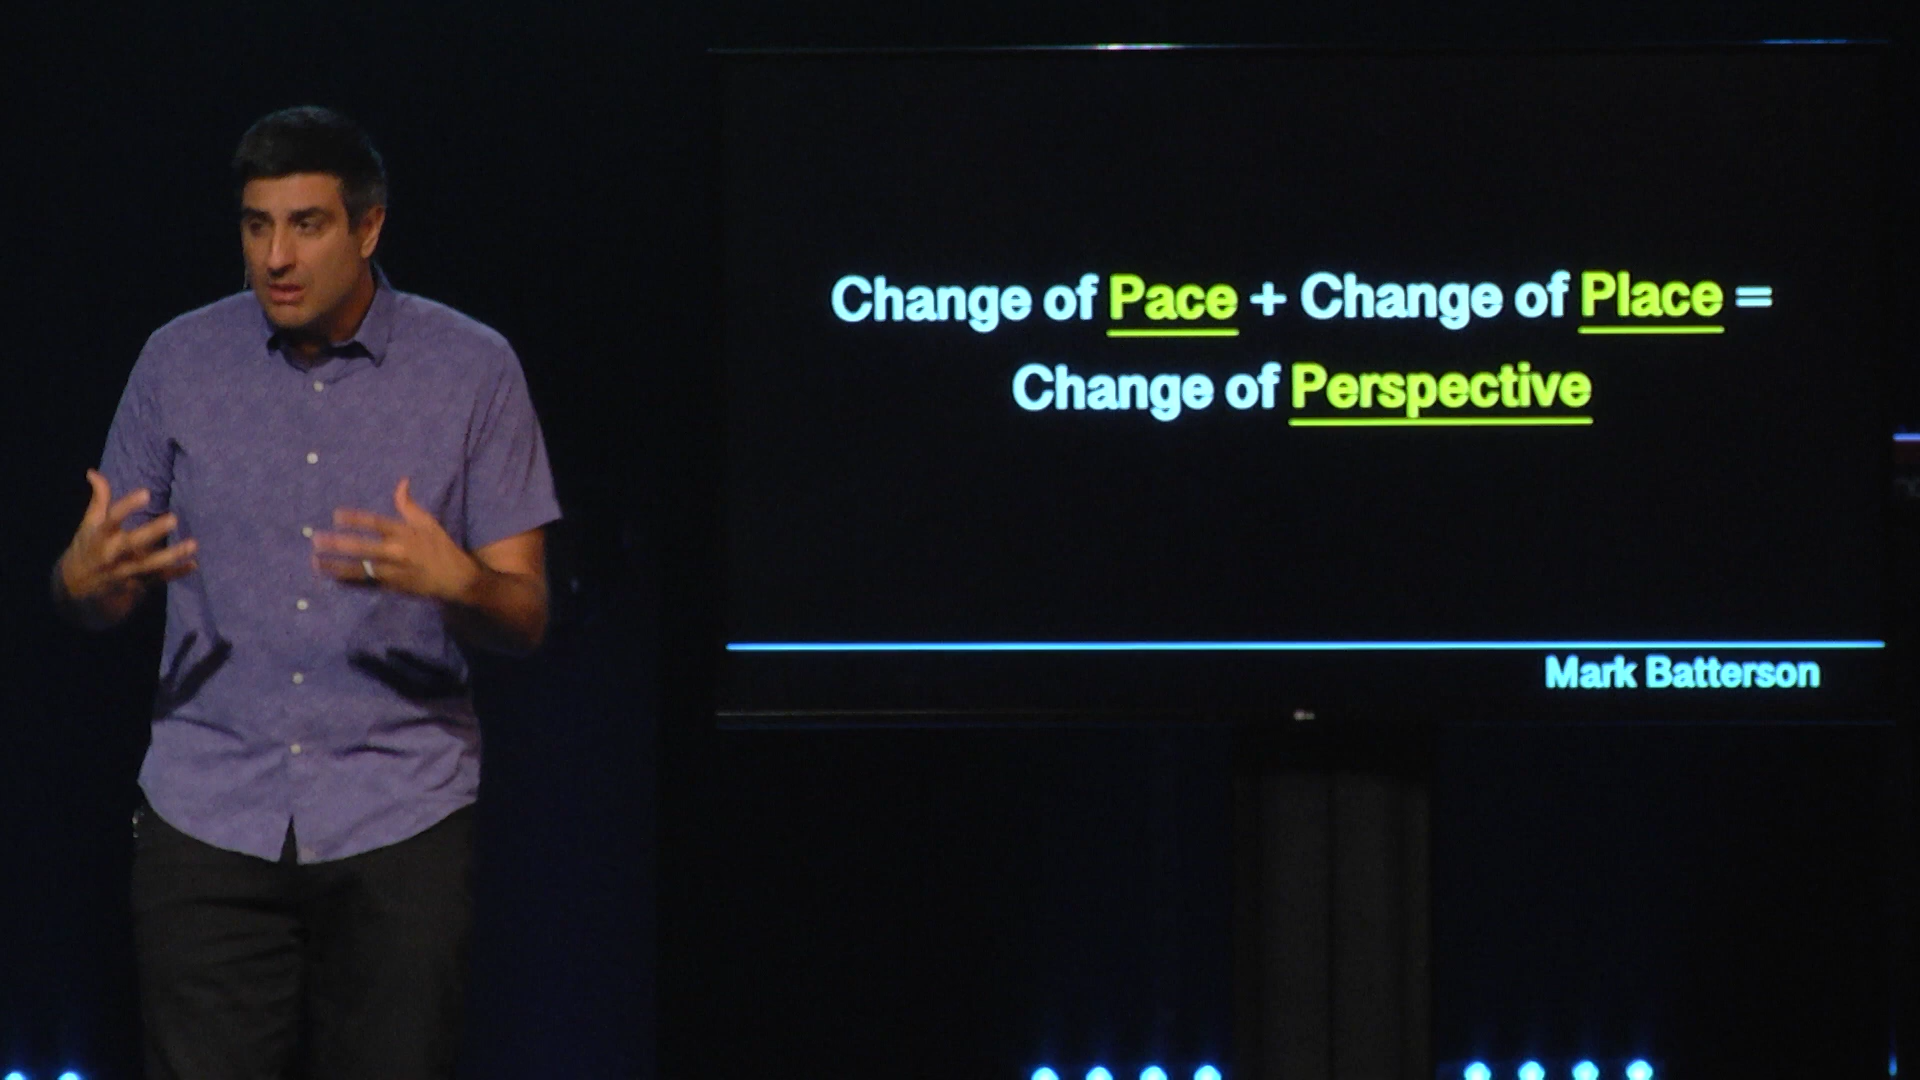 Change of Pace + Change of Place =
Change of Perspective
Mark Batterson